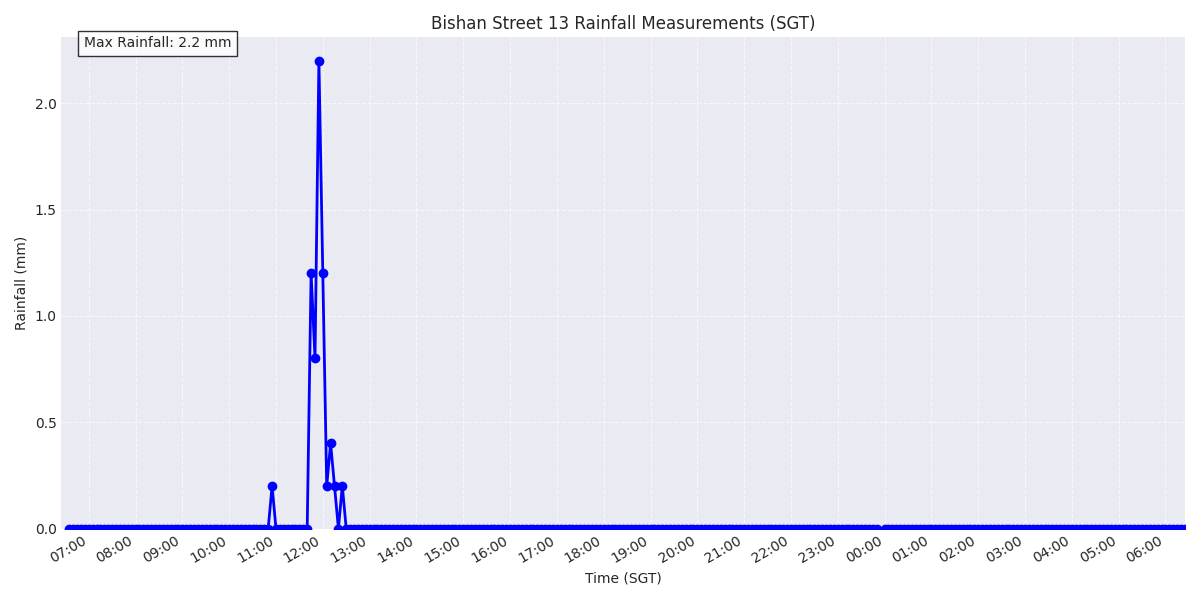 Bishan Street 13 Rainfall Measurements (SGT)
Max Rainfall: 2.2 mm
Rainfall (mm)
2.0
1.5
1.0
0.5
0.0
07:00 08:00 09:00 10:00 11:00 12:00 13:00 14:00 15:00 16:00 17:00 18:00 19:00 20:00 21:00 22:00 23:00 00:00 01:00 02:00 03:00 04:00 05:00 06:00
Time (SGT)